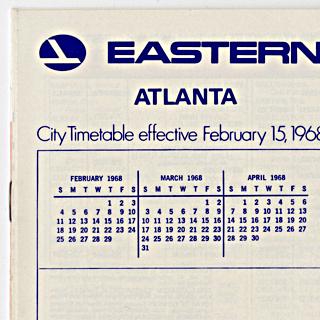 EASTERN
ATLANTA
City Timetable effective February 15, 1968
FEBRUARY 1968 MARCH 1968 APRIL 1968
S M T W T F S S M T W T F S S M T W T F S
1 2 3 1 2 1 2 3 4 5 6
4 5 6 7 8 9 10 3 4 5 6 7 8 9 7 8 9 10 11 12 13
11 12 13 14 15 16 17 10 11 12 13 14 15 16 14 15 16 17 18 19 20
18 19 20 21 22 23 24 17 18 19 20 21 22 23 21 22 23 24 25 26 27
25 26 27 28 29 24 25 26 27 28 29 30 28 29 30
31